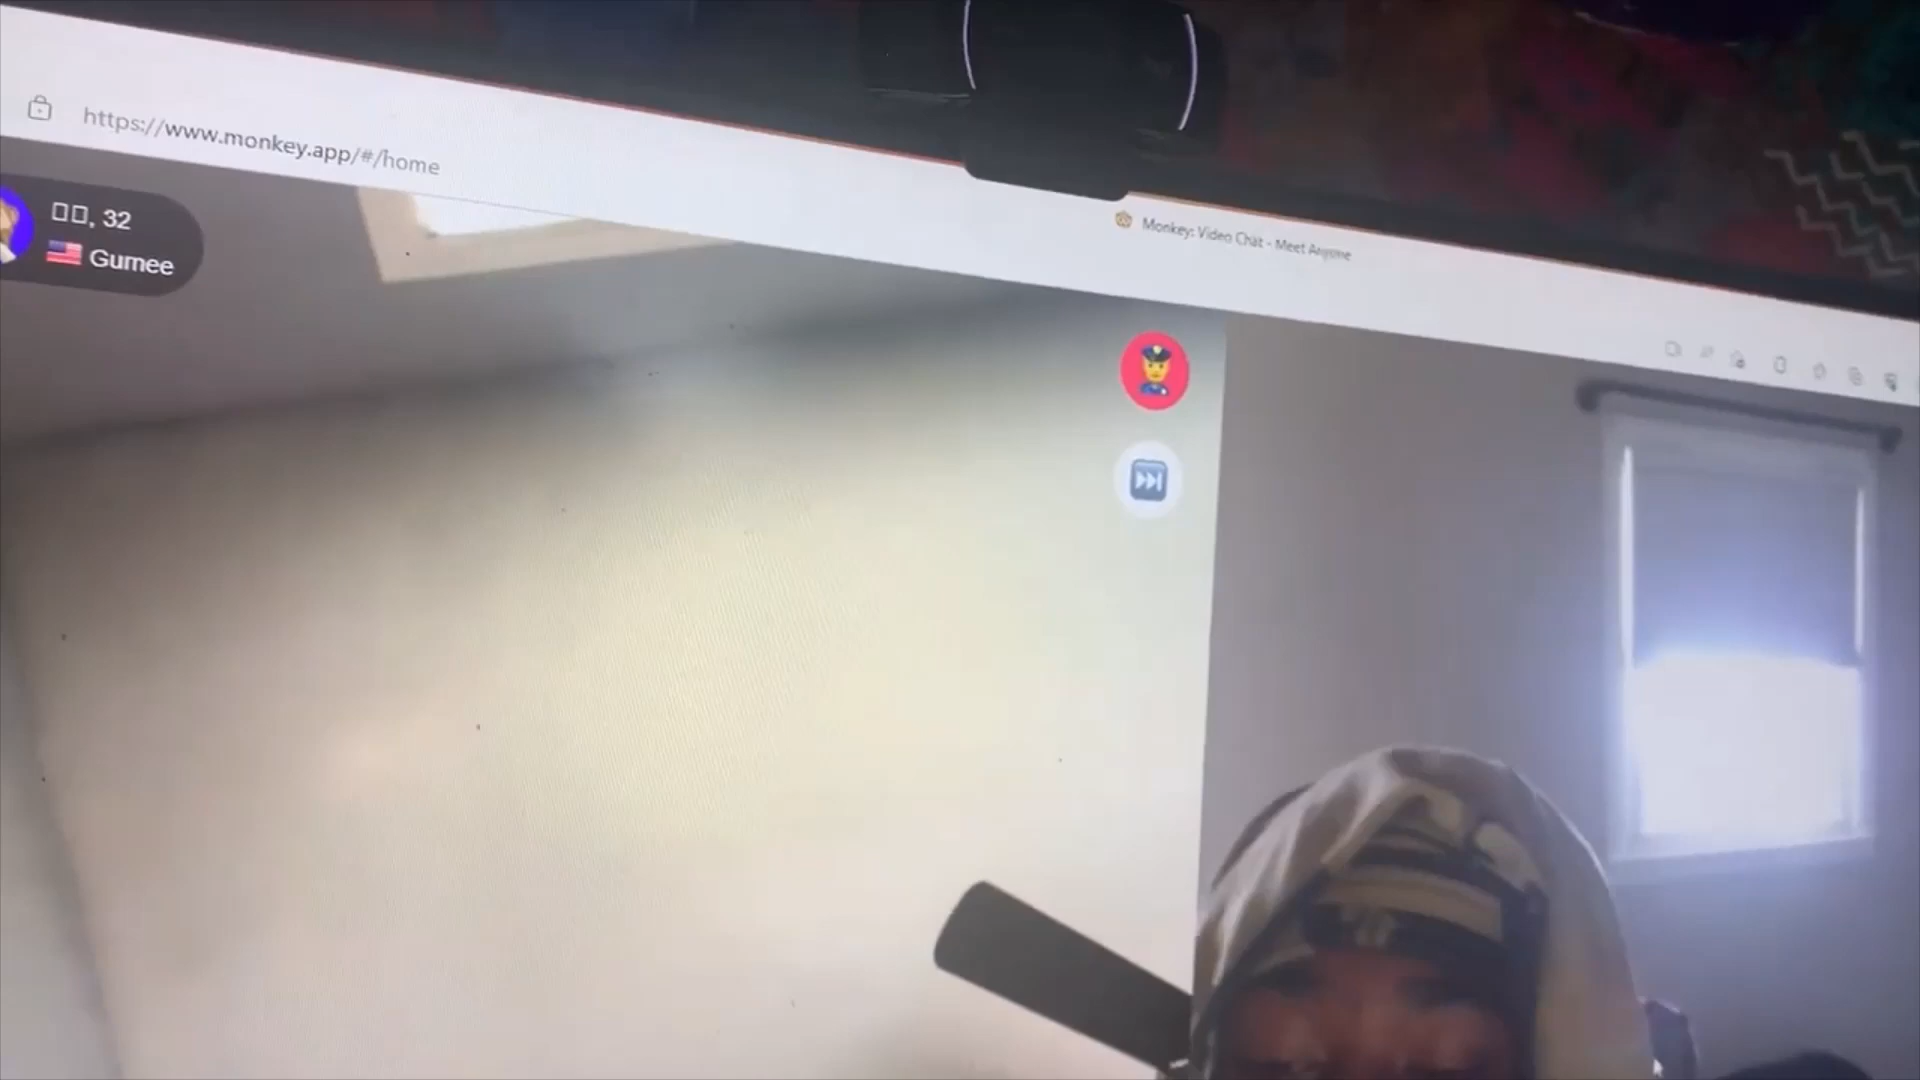 https://www.monkey.app/#/home
Monkey: Video Chat - Meet Anyone
▯▯, 32
Gumee